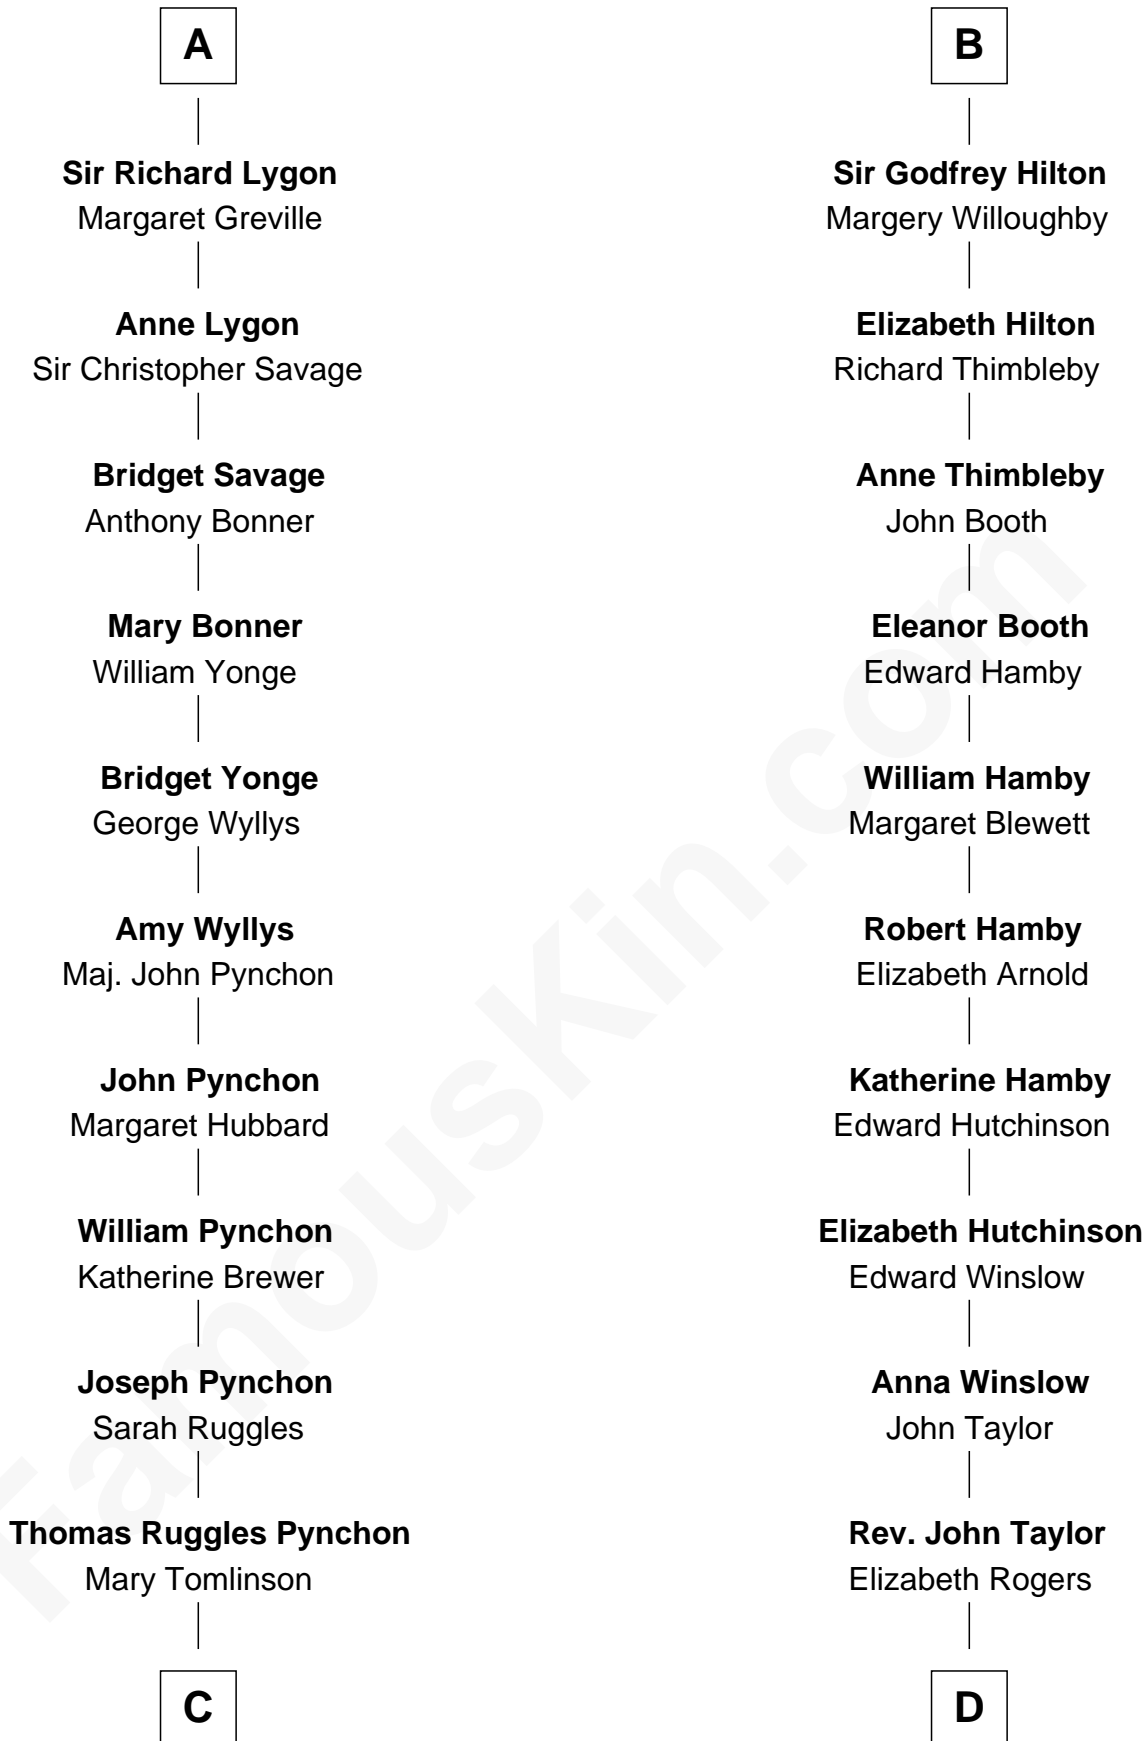 A
Sir Richard Lygon
Margaret Greville
Anne Lygon
Sir Christopher Savage
Bridget Savage
Anthony Bonner
Mary Bonner
William Yonge
Bridget Yonge
George Wyllys
Amy Wyllys
Maj. John Pynchon
John Pynchon
Margaret Hubbard
William Pynchon
Katherine Brewer
Joseph Pynchon
Sarah Ruggles
Thomas Ruggles Pynchon
Mary Tomlinson
C
B
Sir Godfrey Hilton
Margery Willoughby
Elizabeth Hilton
Richard Thimbleby
Anne Thimbleby
John Booth
Eleanor Booth
Edward Hamby
William Hamby
Margaret Blewett
Robert Hamby
Elizabeth Arnold
Katherine Hamby
Edward Hutchinson
Elizabeth Hutchinson
Edward Winslow
Anna Winslow
John Taylor
Rev. John Taylor
Elizabeth Rogers
D
FamousKin.com